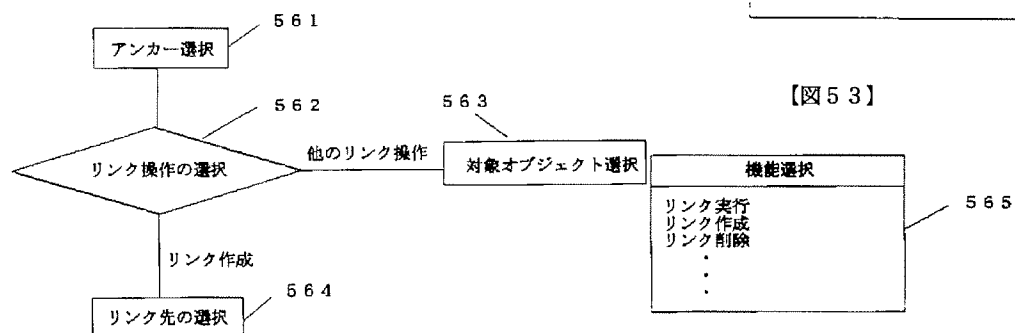 561
アンカー選択
【図53】
562
563
リンク操作の選択
他のリンク操作
対象オブジェクト選択
機能選択
リンク実行
リンク作成
リンク削除
・
・
・
565
リンク作成
564
リンク先の選択